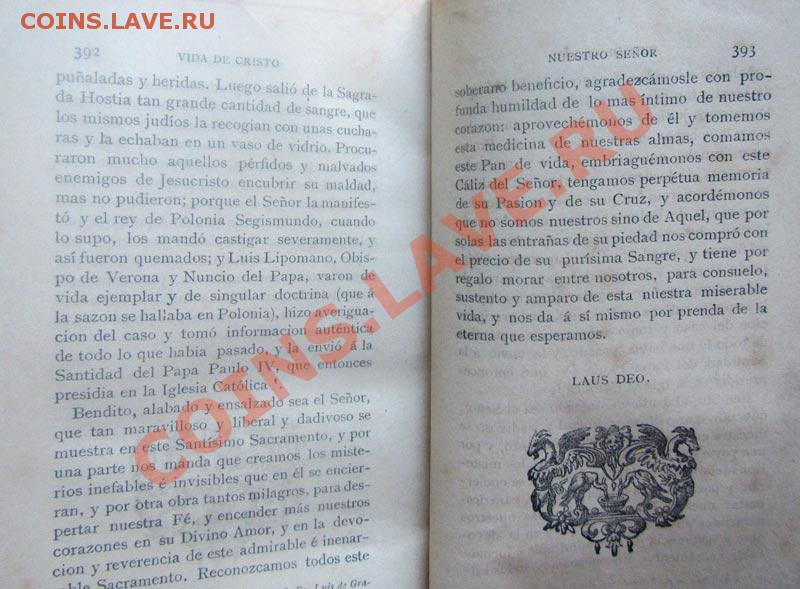 COINS.LAVE.RU
392 VIDA DE CRISTO
puñaladas y heridas. Luego salió de la Sagra-
da Hostia tan grande cantidad de sangre, que
los mismos judíos la recogian con unas cucha-
ras y la echaban en un vaso de vidrio. Procu-
raron mucho aquellos pérfidos y malvados
enemigos de Jesucristo encubrir su maldad,
mas no pudieron; porque el Señor la manifes-
tó y el rey de Polonia Segismundo, cuando
lo supo, los mandó castigar severamente, y
así fueron quemados; y Luis Lipomano, Obis-
po de Verona y Nuncio del Papa, varon de
vida ejemplar y de singular doctrina (que á
la sazon se hallaba en Polonia), hizo averigua-
cion del caso y tomó informacion auténtica
de todo lo que habia pasado, y la envió á la
Santidad del Papa Paulo IV, que entonces
presidia en la Iglesia Católica
Bendito, alabado y ensalzado sea el Señor,
que tan maravilloso y liberal y dadivoso se
muestra en este Santísimo Sacramento, y por
una parte nos manda que creamos los miste-
rios inefables é invisibles que en él se encier-
ran, y por otra obra tantos milagros, para des-
pertar nuestra Fé, y encender más nuestros
corazones en su Divino Amor, y en la devo-
cion y reverencia de este admirable é inenar-
rable Sacramento. Reconozcamos todos este
Luis de Gra-
NUESTRO SEÑOR 393
soberano beneficio, agradezcámosle con pro-
funda humildad de lo mas íntimo de nuestro
corazon: aprovechémonos de él y tomemos
esta medicina de nuestras almas, comamos
este Pan de vida, embriaguémonos con este
Cáliz del Señor, tengamos perpétua memoria
de su Pasion y de su Cruz, y acordémonos
que no somos nuestros sino de Aquel, que por
solas las entrañas de su piedad nos compró con
el precio de su purísima Sangre, y tiene por
regalo morar entre nosotros, para consuelo,
sustento y amparo de esta nuestra miserable
vida, y nos da á sí mismo por prenda de la
eterna que esperamos.
LAUS DEO.
COINS.LAVE.RU